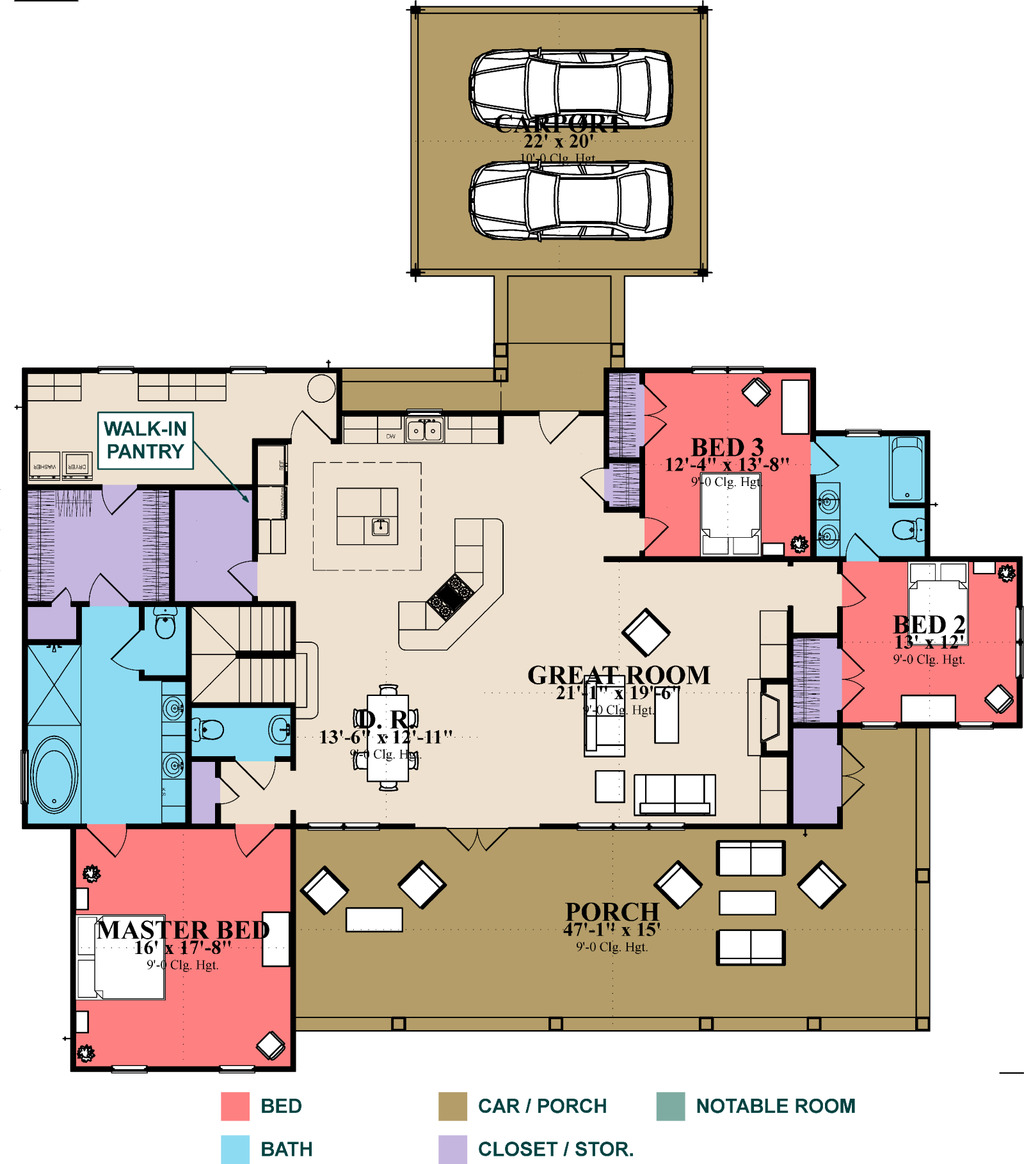 CARPORT
22' x 20'
10'-0 Clg. Hgt.
WALK-IN
PANTRY
WASHER
DRYER
BED 3
12'-4" x 13'-8"
9'-0 Clg. Hgt.
BED 2
13' x 12'
9'-0 Clg. Hgt.
GREAT ROOM
21'-1" x 19'-6"
9'-0 Clg. Hgt.
D. R.
13'-6" x 12'-11"
9'-0 Clg. Hgt.
PORCH
47'-1" x 15'
9'-0 Clg. Hgt.
MASTER BED
16' x 17'-8"
9'-0 Clg. Hgt.
BED
CAR / PORCH
NOTABLE ROOM
BATH
CLOSET / STOR.